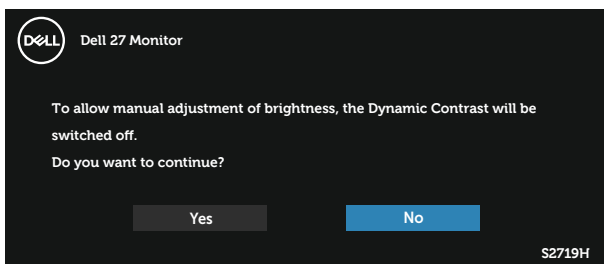 DELL
Dell 27 Monitor
To allow manual adjustment of brightness, the Dynamic Contrast will be
switched off.
Do you want to continue?
Yes No
S2719H